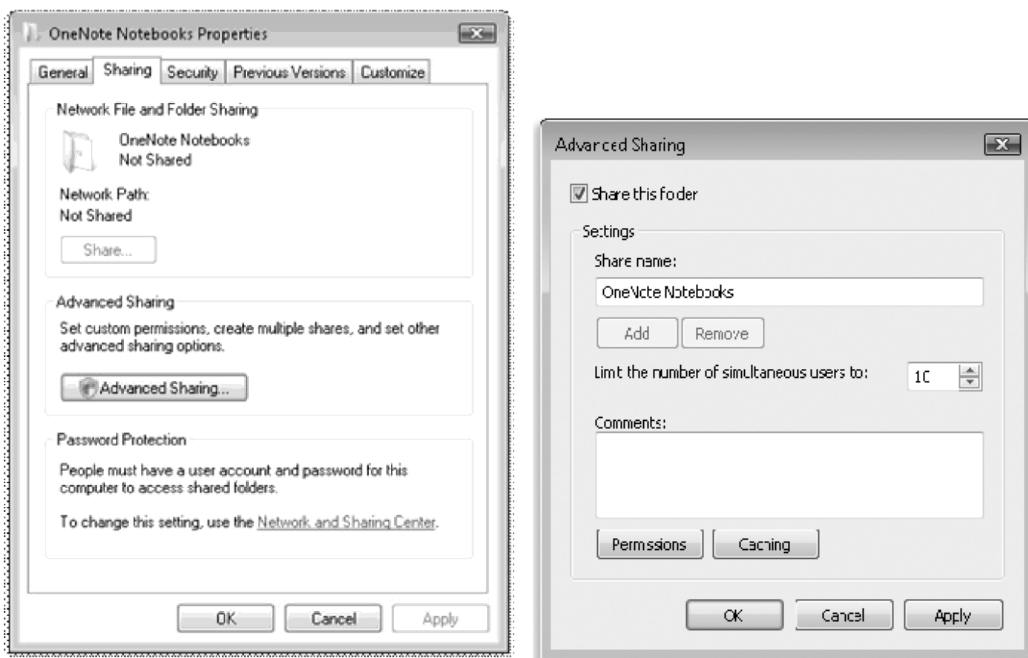 OneNote Notebooks Properties
General Sharing Security Previous Versions Customize
Network File and Folder Sharing
OneNote Notebooks
Not Shared
Network Path:
Not Shared
Share...
Advanced Sharing
Set custom permissions, create multiple shares, and set other
advanced sharing options.
Advanced Sharing...
Password Protection
People must have a user account and password for this
computer to access shared folders.
To change this setting, use the Network and Sharing Center.
OK Cancel Apply
Advanced Sharing
Share this folder
Settings
Share name:
OneNote Notebooks
Add Remove
Limit the number of simultaneous users to: 10
Comments:
Permissions Caching
OK Cancel Apply